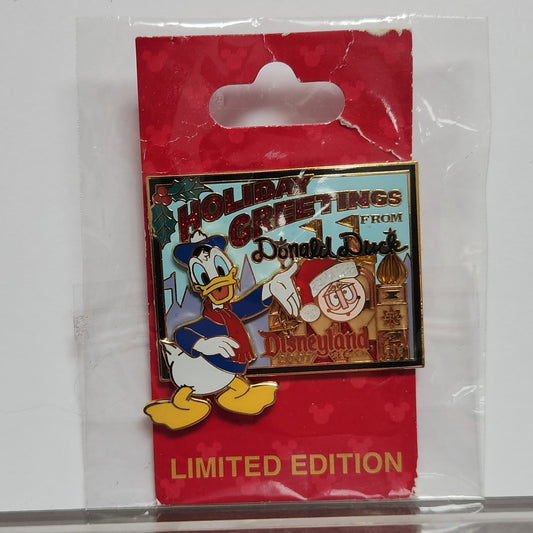 HOLIDAY
GREETINGS
FROM
Donald Duck
Disneyland
LIMITED EDITION